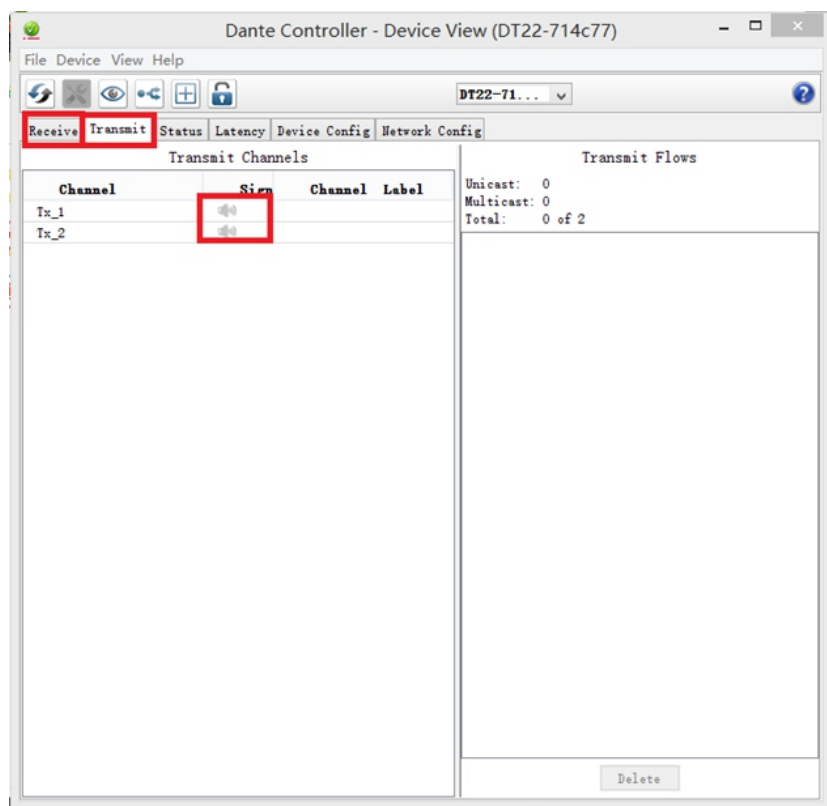 Dante Controller - Device View (DT22-714c77)
File Device View Help
DT22-71...
Receive Transmit Status Latency Device Config Network Config
Transmit Channels
Channel Sign Channel Label
Tx_1
Tx_2
Transmit Flows
Unicast: 0
Multicast: 0
Total: 0 of 2
Delete